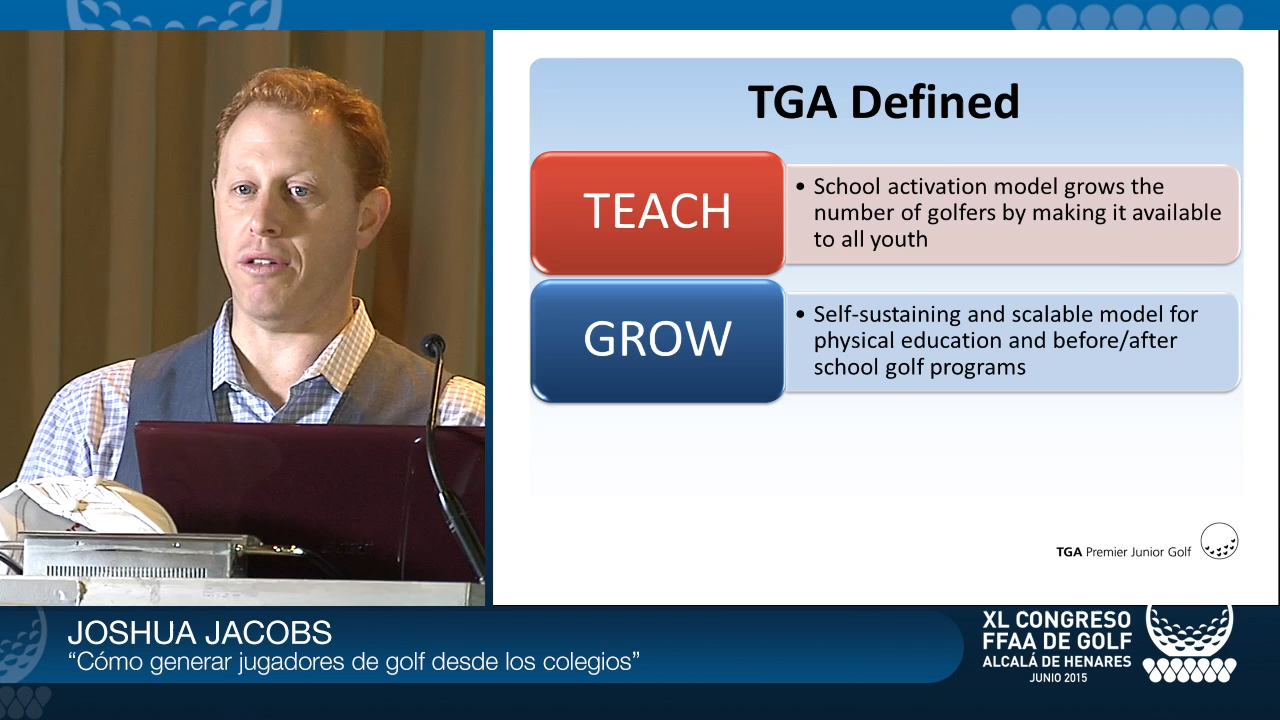 TGA Defined
TEACH
• School activation model grows the
number of golfers by making it available
to all youth
GROW
• Self-sustaining and scalable model for
physical education and before/after
school golf programs
TGA Premier Junior Golf
JOSHUA JACOBS
“Cómo generar jugadores de golf desde los colegios”
XL CONGRESO
FFAA DE GOLF
ALCALÁ DE HENARES
JUNIO 2015